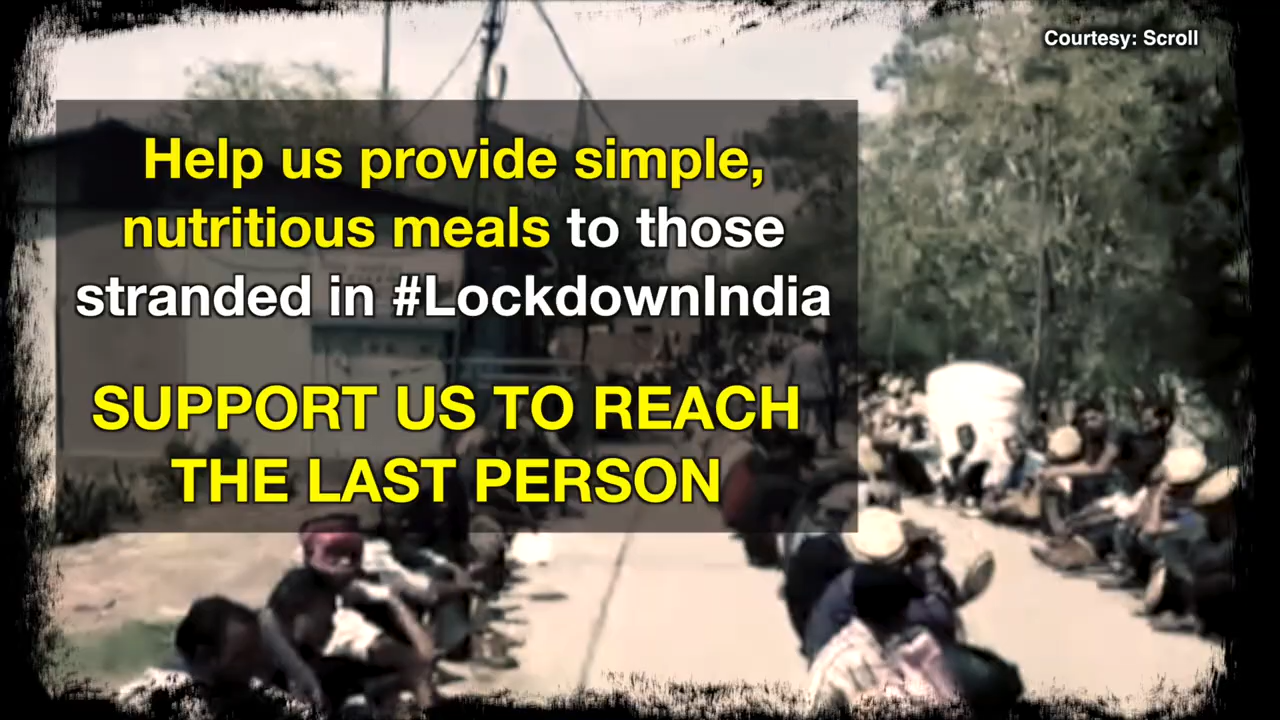 Courtesy: Scroll
Help us provide simple,
nutritious meals to those
stranded in #LockdownIndia
SUPPORT US TO REACH
THE LAST PERSON